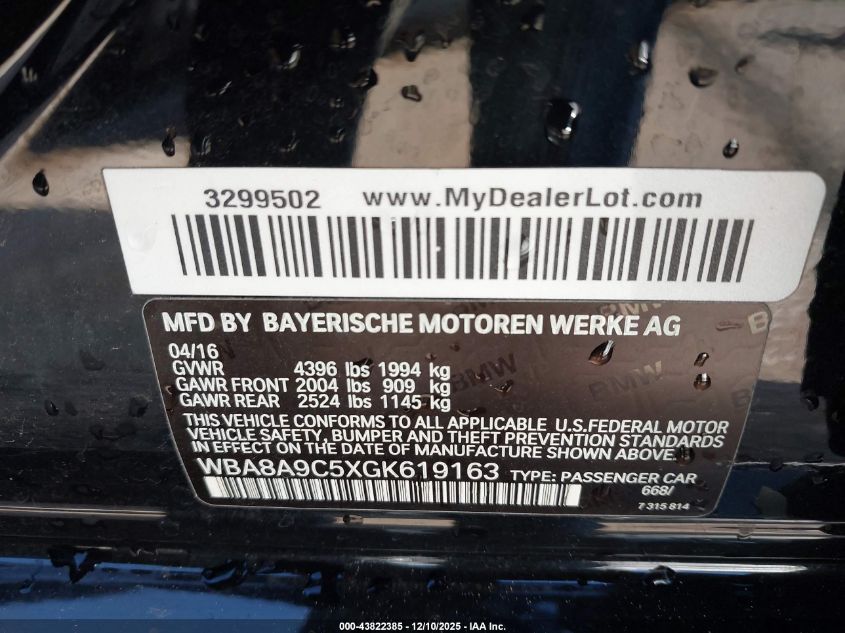 3299502 www.MyDealerLot.com
MFD BY BAYERISCHE MOTOREN WERKE AG
04/16
GVWR 4396 lbs 1994 kg
GAWR FRONT 2004 lbs 909 kg
GAWR REAR 2524 lbs 1145 kg
THIS VEHICLE CONFORMS TO ALL APPLICABLE U.S.FEDERAL MOTOR
VEHICLE SAFETY, BUMPER AND THEFT PREVENTION STANDARDS
IN EFFECT ON THE DATE OF MANUFACTURE SHOWN ABOVE.
WBA8A9C5XGK619163 TYPE: PASSENGER CAR
668/
7 315 814
BMW
BMW
BMW
000-43822385 - 12/10/2025 - IAA Inc.